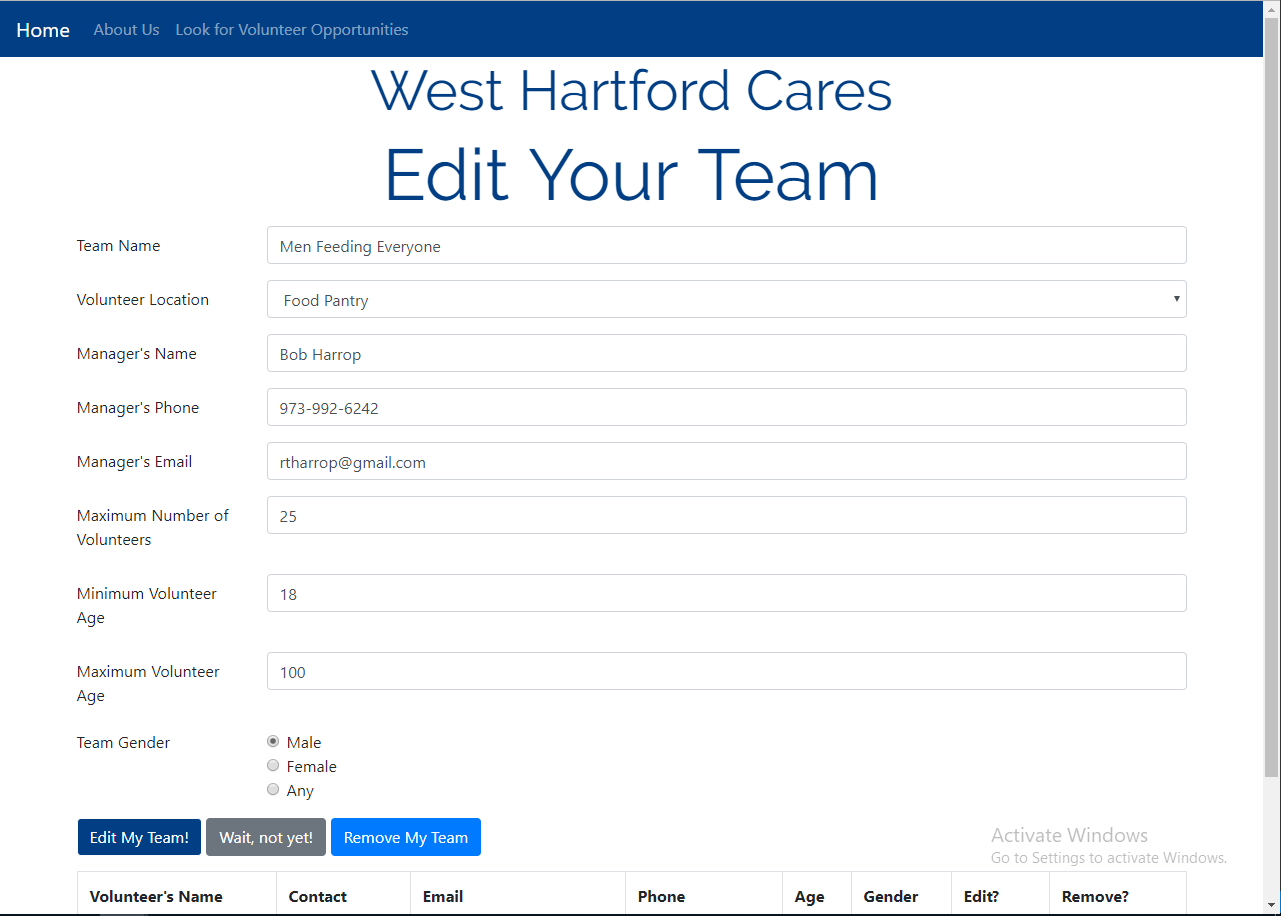 Home About Us Look for Volunteer Opportunities
West Hartford Cares
Edit Your Team
Team Name Men Feeding Everyone
Volunteer Location Food Pantry
Manager's Name Bob Harrop
Manager's Phone 973-992-6242
Manager's Email rtharrop@gmail.com
Maximum Number of Volunteers 25
Minimum Volunteer Age 18
Maximum Volunteer Age 100
Team Gender Male
Female
Any
Edit My Team! Wait, not yet! Remove My Team
Activate Windows
Go to Settings to activate Windows.
Volunteer's Name Contact Email Phone Age Gender Edit? Remove?